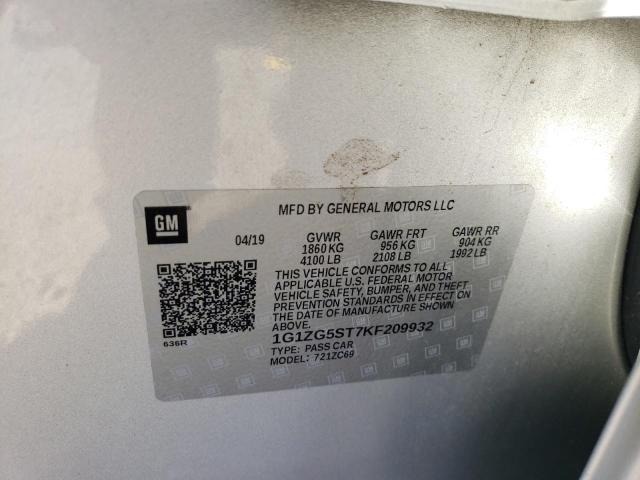 GM
MFD BY GENERAL MOTORS LLC
04/19 GVWR GAWR FRT GAWR RR
1860 KG 956 KG 904 KG
4100 LB 2108 LB 1992 LB
THIS VEHICLE CONFORMS TO ALL
APPLICABLE U.S. FEDERAL MOTOR
VEHICLE SAFETY, BUMPER, AND THEFT
PREVENTION STANDARDS IN EFFECT ON
THE DATE OF MANUFACTURE SHOWN
ABOVE.
1G1ZG5ST7KF209932
TYPE: PASS CAR
MODEL: 721ZC69
636R